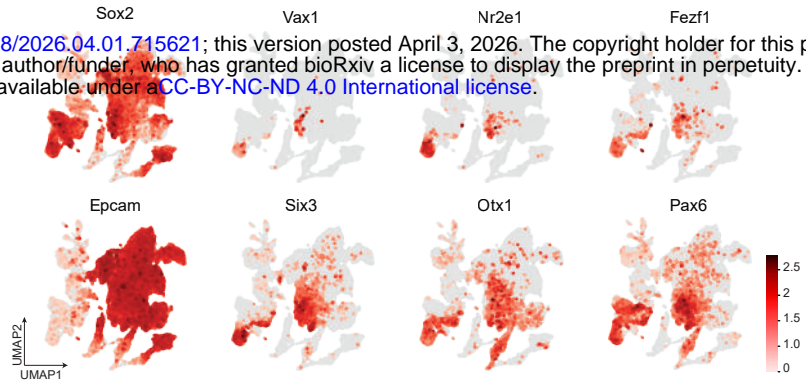 Sox2 Vax1 Nr2e1 Fezf1
8/2026.04.01.715621; this version posted April 3, 2026. The copyright holder for this p
author/funder, who has granted bioRxiv a license to display the preprint in perpetuity.
available under aCC-BY-NC-ND 4.0 International license.
Epcam Six3 Otx1 Pax6
2.5
2
1.5
1.0
0
UMAP2
UMAP1